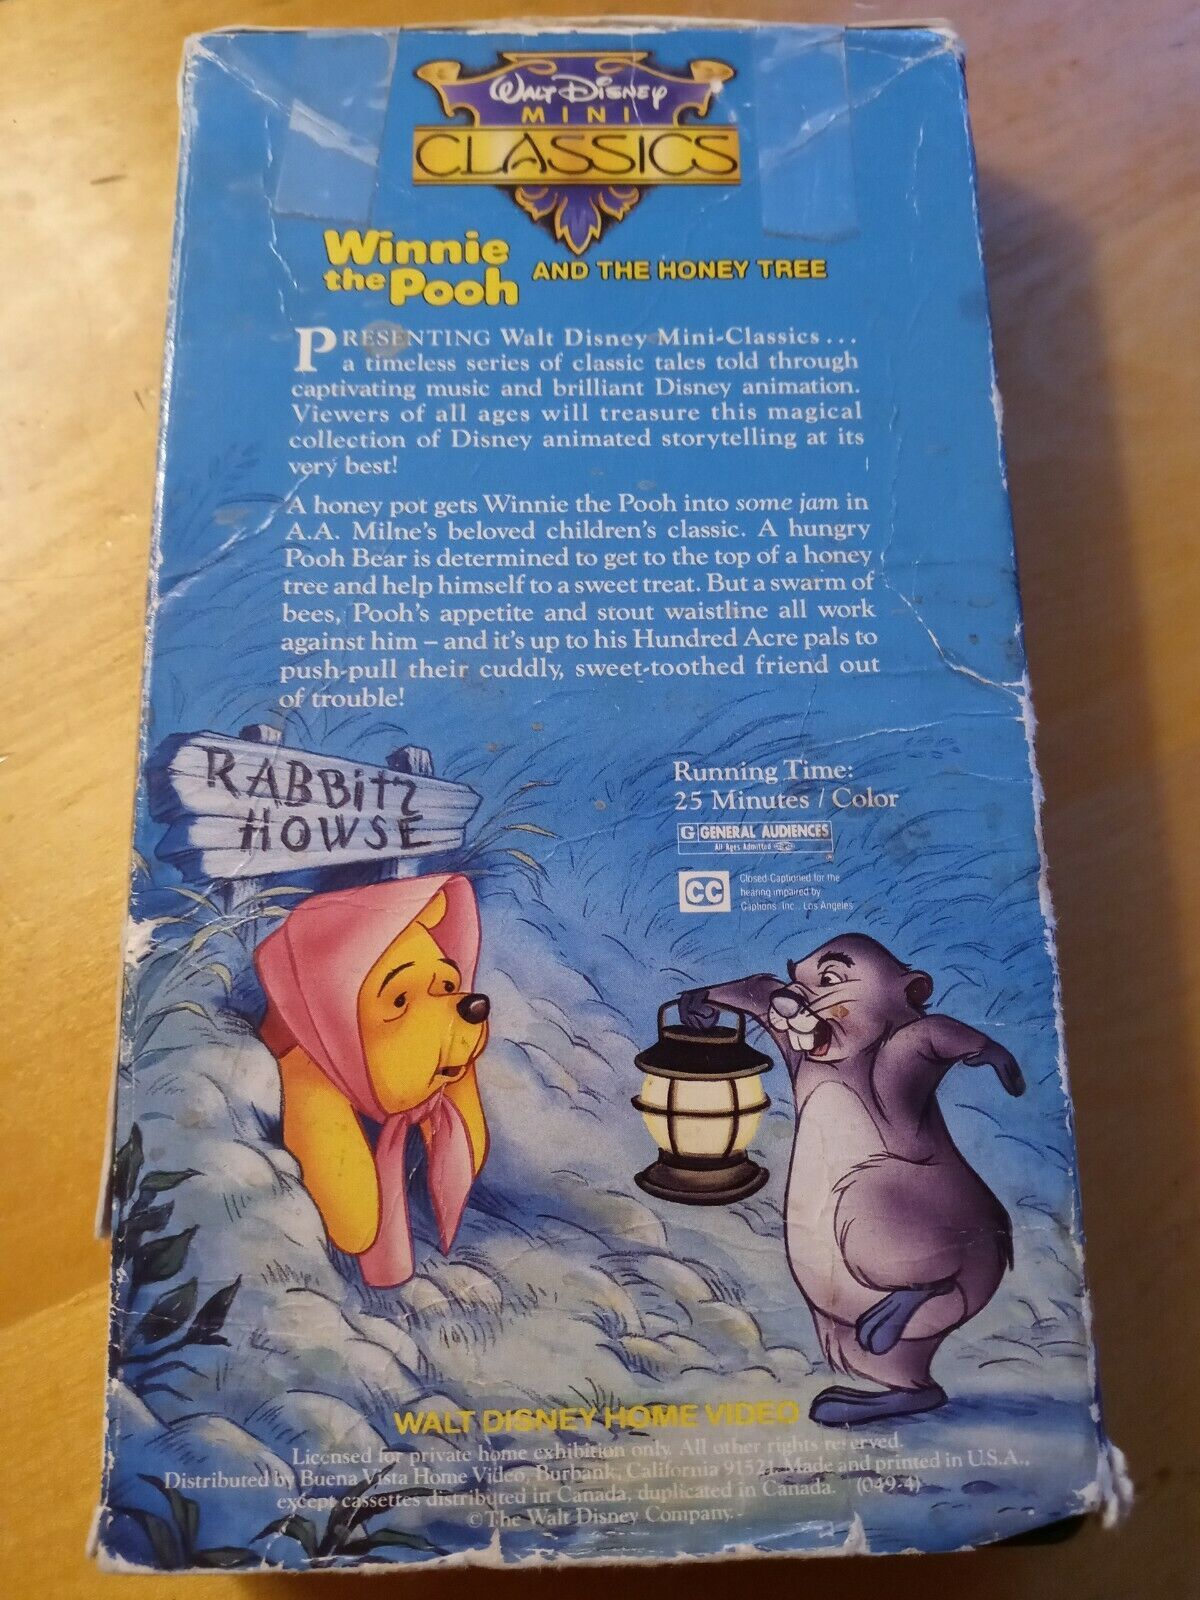 Walt Disney
MINI
CLASSICS
Winnie
the Pooh
AND THE HONEY TREE
PRESENTING Walt Disney Mini-Classics...
a timeless series of classic tales told through
captivating music and brilliant Disney animation.
Viewers of all ages will treasure this magical
collection of Disney animated storytelling at its
very best!
A honey pot gets Winnie the Pooh into some jam in
A.A. Milne's beloved children's classic. A hungry
Pooh Bear is determined to get to the top of a honey
tree and help himself to a sweet treat. But a swarm of
bees, Pooh's appetite and stout waistline all work
against him – and it's up to his Hundred Acre pals to
push-pull their cuddly, sweet-toothed friend out
of trouble!
RABBitz
HOWSE
Running Time:
25 Minutes / Color
G GENERAL AUDIENCES
All Ages Admitted
®
CC
Closed Captioned for the
hearing impaired by
Captions, Inc., Los Angeles
WALT DISNEY HOME VIDEO
Licensed for private home exhibition only. All other rights reserved.
Distributed by Buena Vista Home Video, Burbank, California 91521. Made and printed in U.S.A.,
except cassettes distributed in Canada, duplicated in Canada. (049-4)
©The Walt Disney Company.